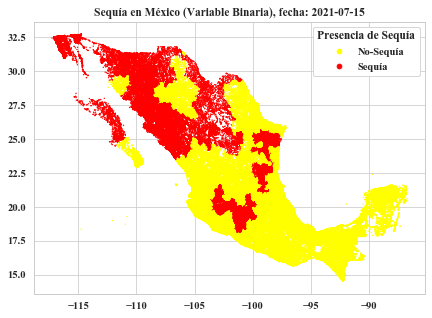 Sequía en México (Variable Binaria), fecha: 2021-07-15
Presencia de Sequía
No-Sequía
Sequía
32.5
30.0
27.5
25.0
22.5
20.0
17.5
15.0
−115 −110 −105 −100 −95 −90